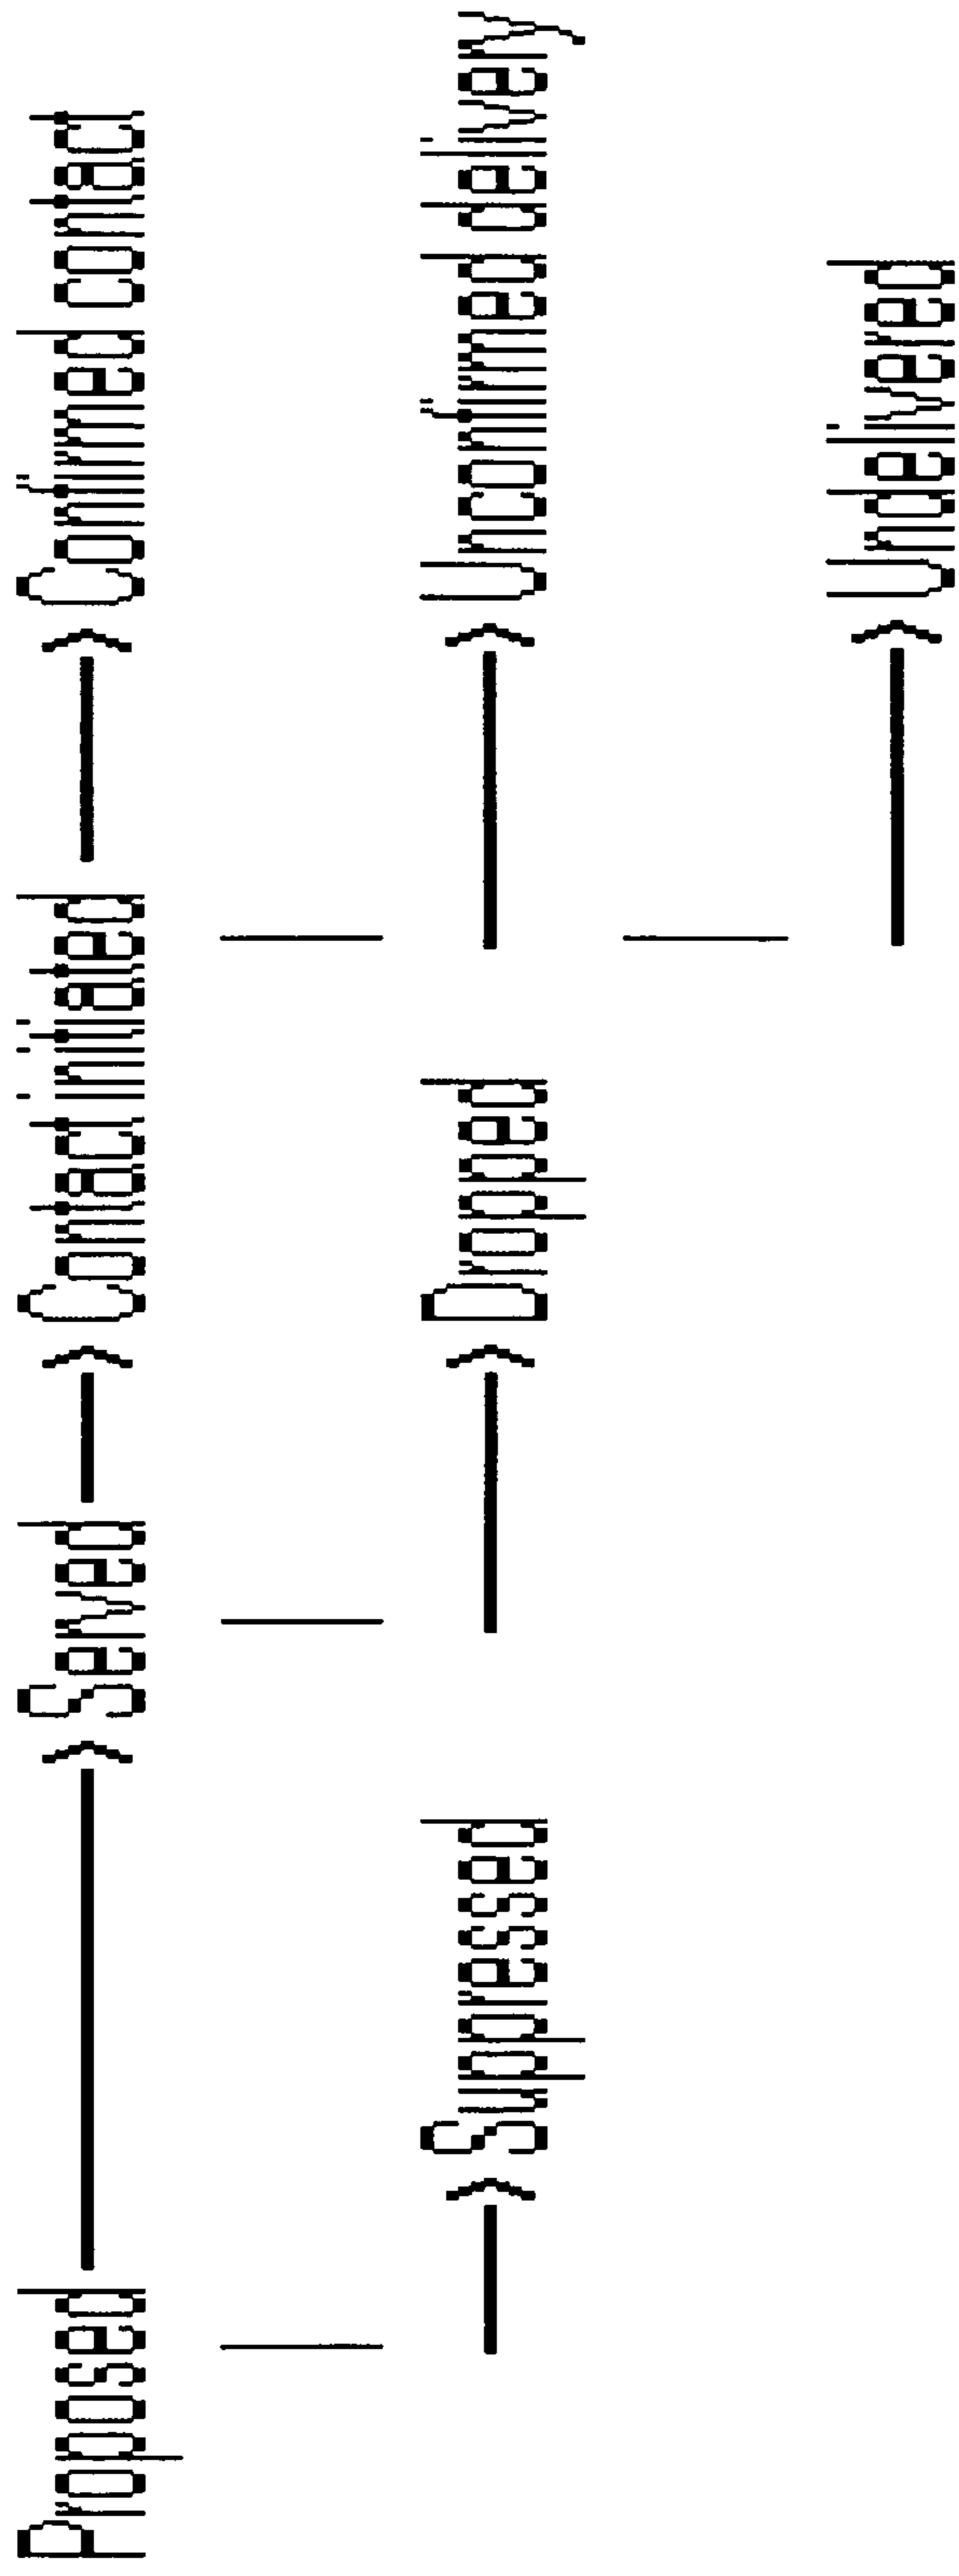 Proposed Served Contact initiated Confirmed contact
Suppressed Dropped Unconfirmed delivery
Undelivered